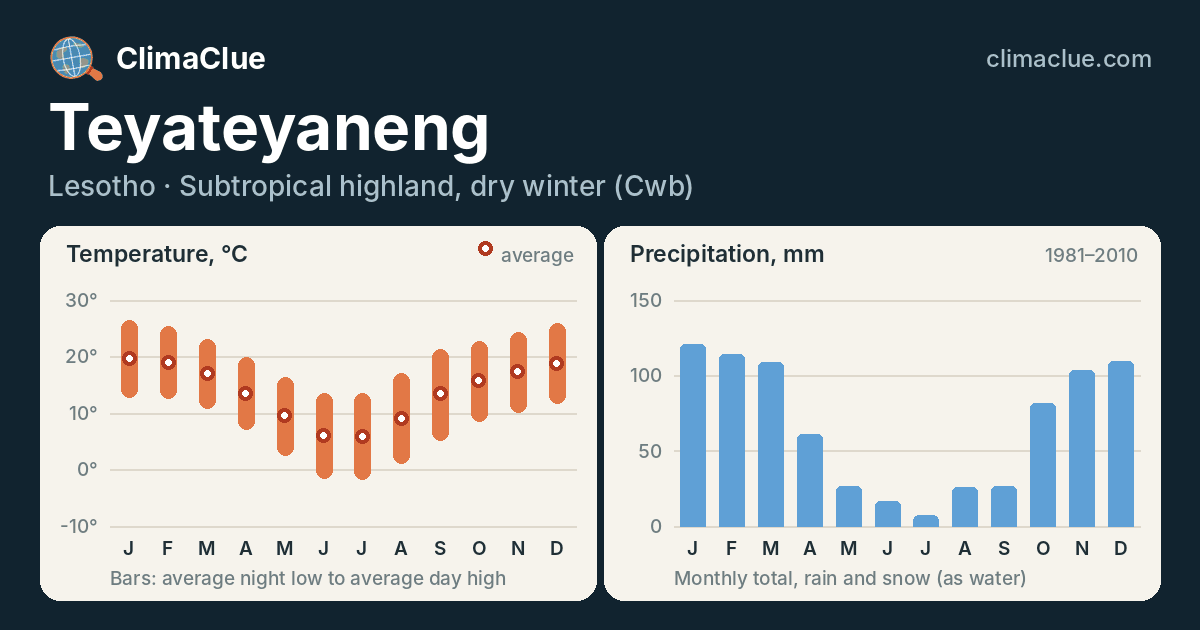 ClimaClue
climaclue.com
Teyateyaneng
Lesotho · Subtropical highland, dry winter (Cwb)
Temperature, °C
average
30°
20°
10°
0°
-10°
J F M A M J J A S O N D
Bars: average night low to average day high
Precipitation, mm
1981–2010
150
100
50
0
J F M A M J J A S O N D
Monthly total, rain and snow (as water)